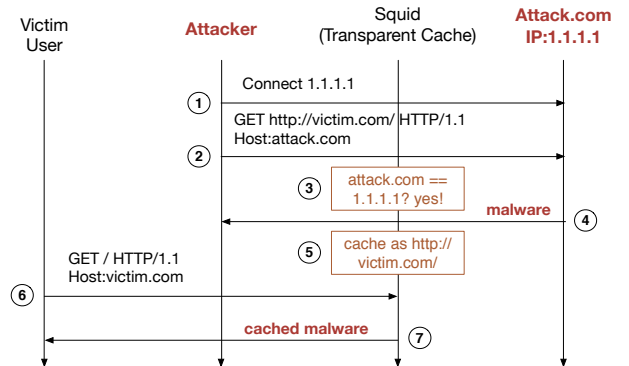 Victim
User
Attacker
Squid
(Transparent Cache)
Attack.com
IP:1.1.1.1
Connect 1.1.1.1
1
GET http://victim.com/ HTTP/1.1
Host:attack.com
2
3
attack.com ==
1.1.1.1? yes!
malware
4
5
cache as http://
victim.com/
GET / HTTP/1.1
Host:victim.com
6
cached malware
7